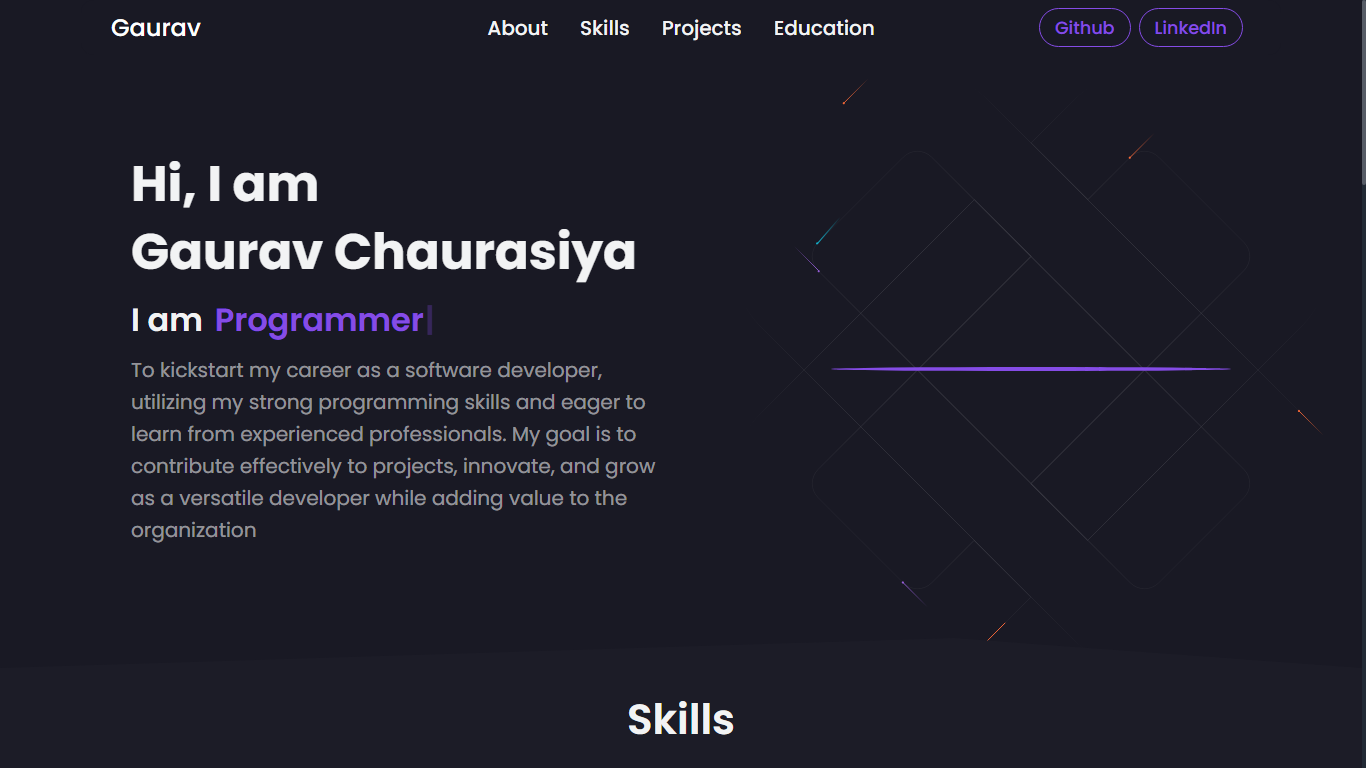 Gaurav
About Skills Projects Education
Github LinkedIn
Hi, I am
Gaurav Chaurasiya
I am Programmer
To kickstart my career as a software developer,
utilizing my strong programming skills and eager to
learn from experienced professionals. My goal is to
contribute effectively to projects, innovate, and grow
as a versatile developer while adding value to the
organization
Skills